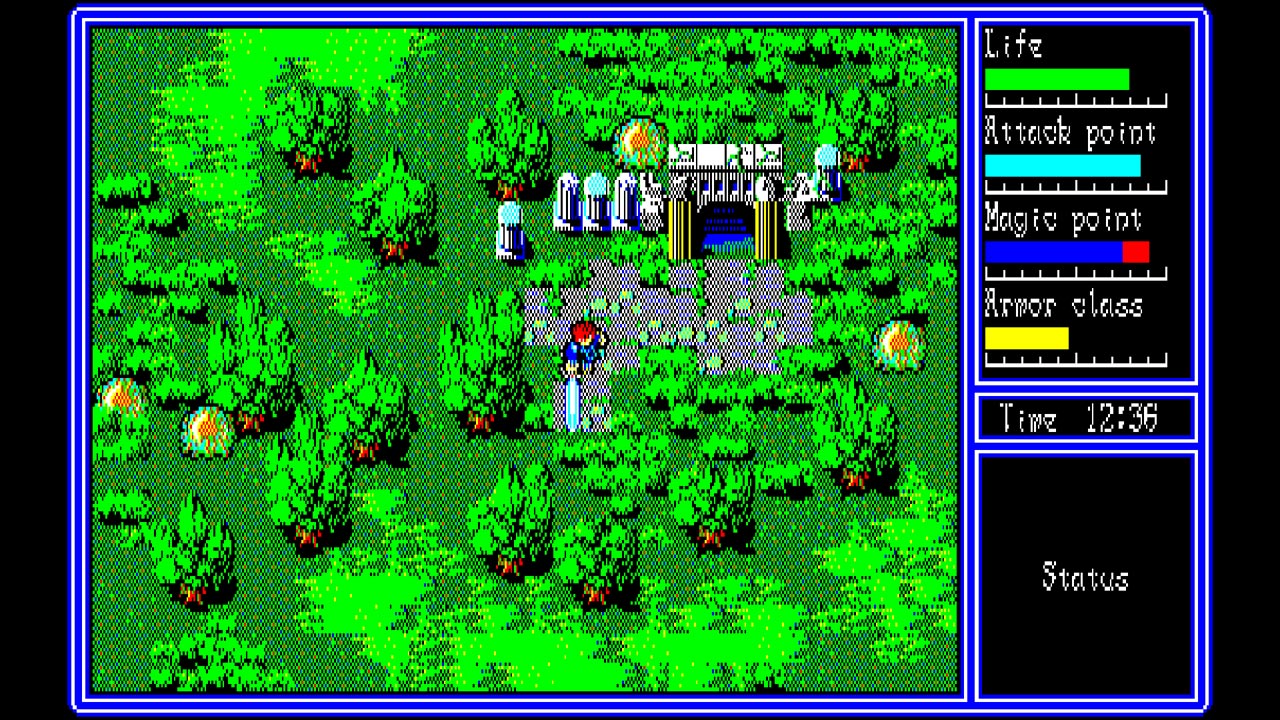 Life
Attack point
Magic point
Armor class
Time 12:36
Status